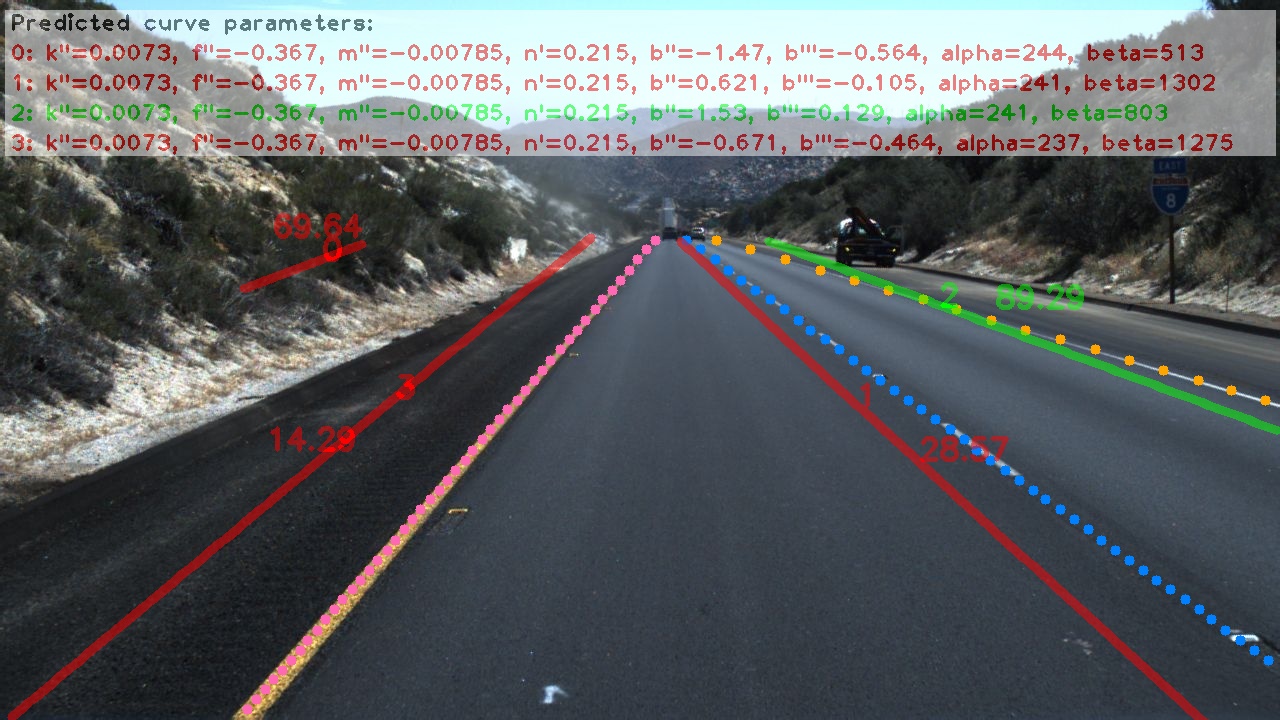 Predicted curve parameters:
0: k''=0.0073, f''=-0.367, m''=-0.00785, n'=0.215, b''=-1.47, b'''=-0.564, alpha=244, beta=513
1: k''=0.0073, f''=-0.367, m''=-0.00785, n'=0.215, b''=0.621, b'''=-0.105, alpha=241, beta=1302
2: k''=0.0073, f''=-0.367, m''=-0.00785, n'=0.215, b''=1.53, b'''=0.129, alpha=241, beta=803
3: k''=0.0073, f''=-0.367, m''=-0.00785, n'=0.215, b''=-0.671, b'''=-0.464, alpha=237, beta=1275
EAST
8
69.64
0
2 89.29
3
1
14.29
28.57